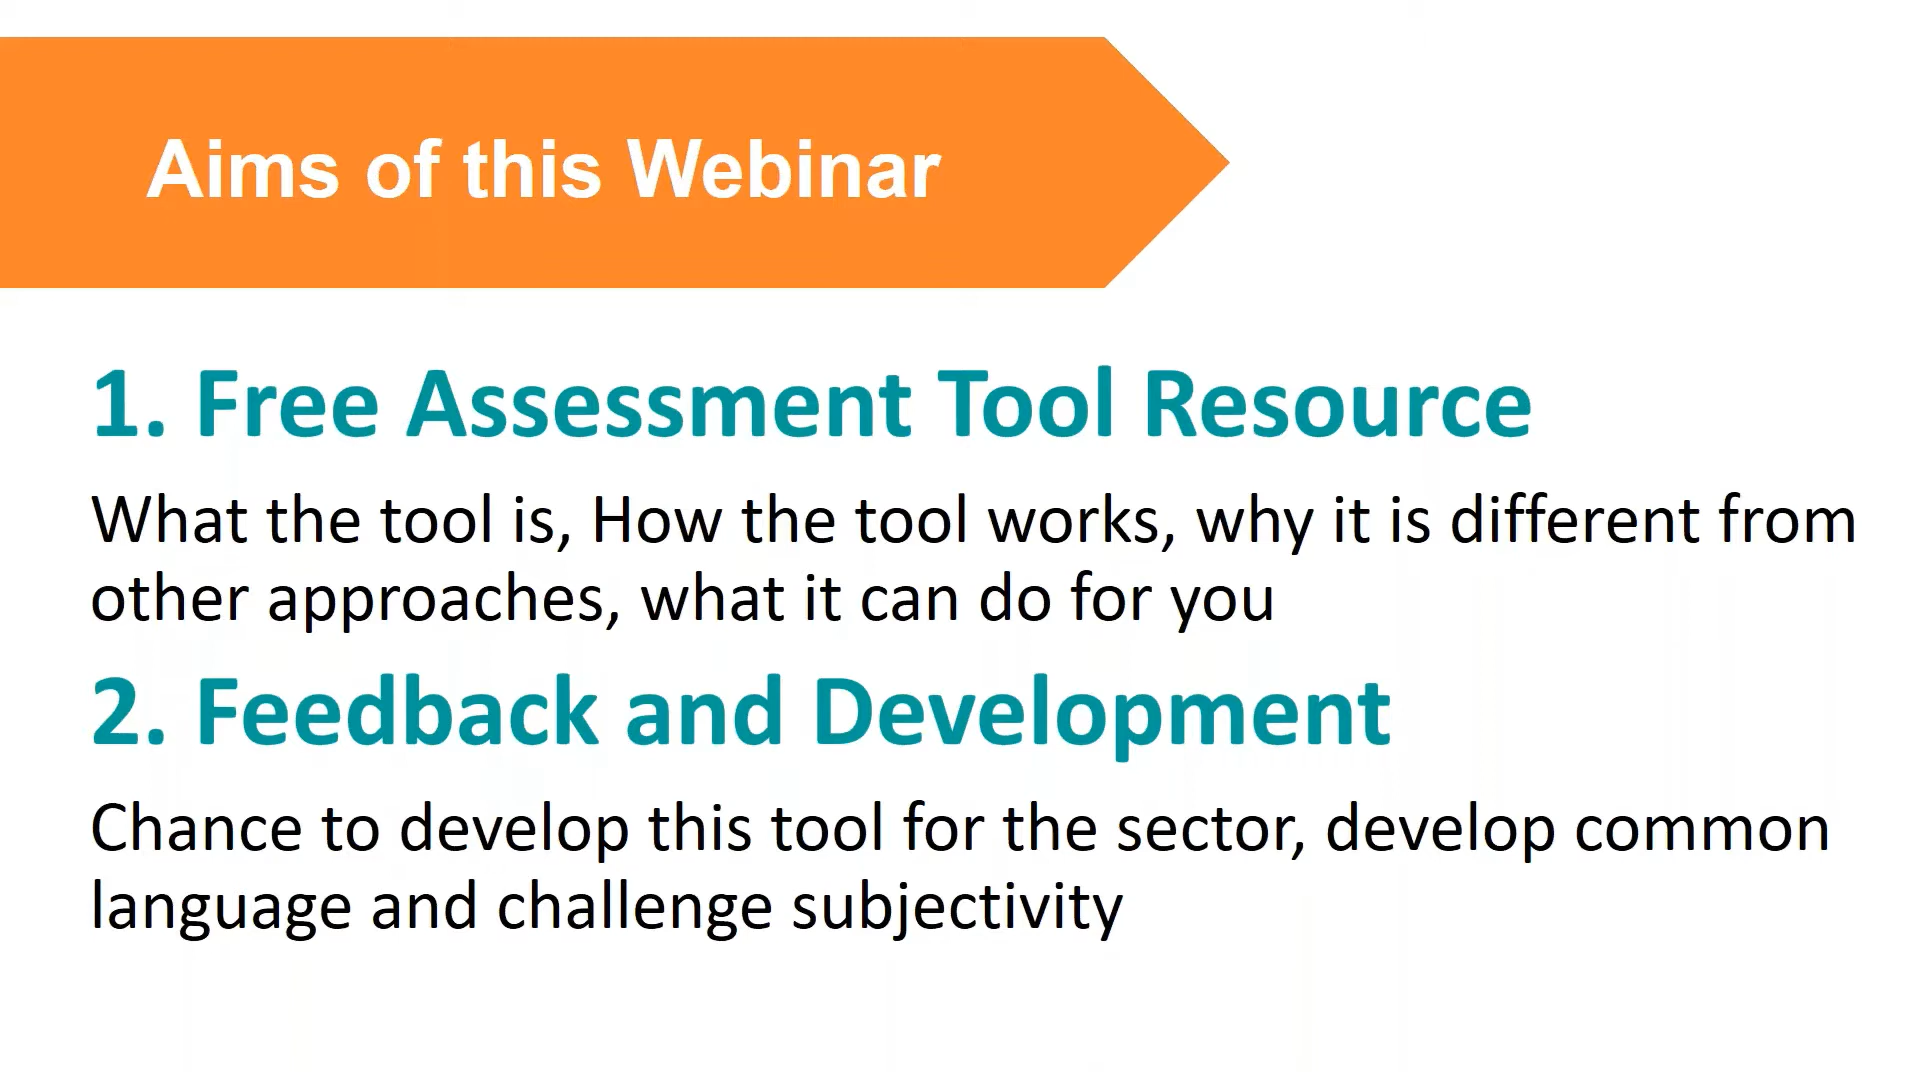 Aims of this Webinar
1. Free Assessment Tool Resource
What the tool is, How the tool works, why it is different from
other approaches, what it can do for you
2. Feedback and Development
Chance to develop this tool for the sector, develop common
language and challenge subjectivity